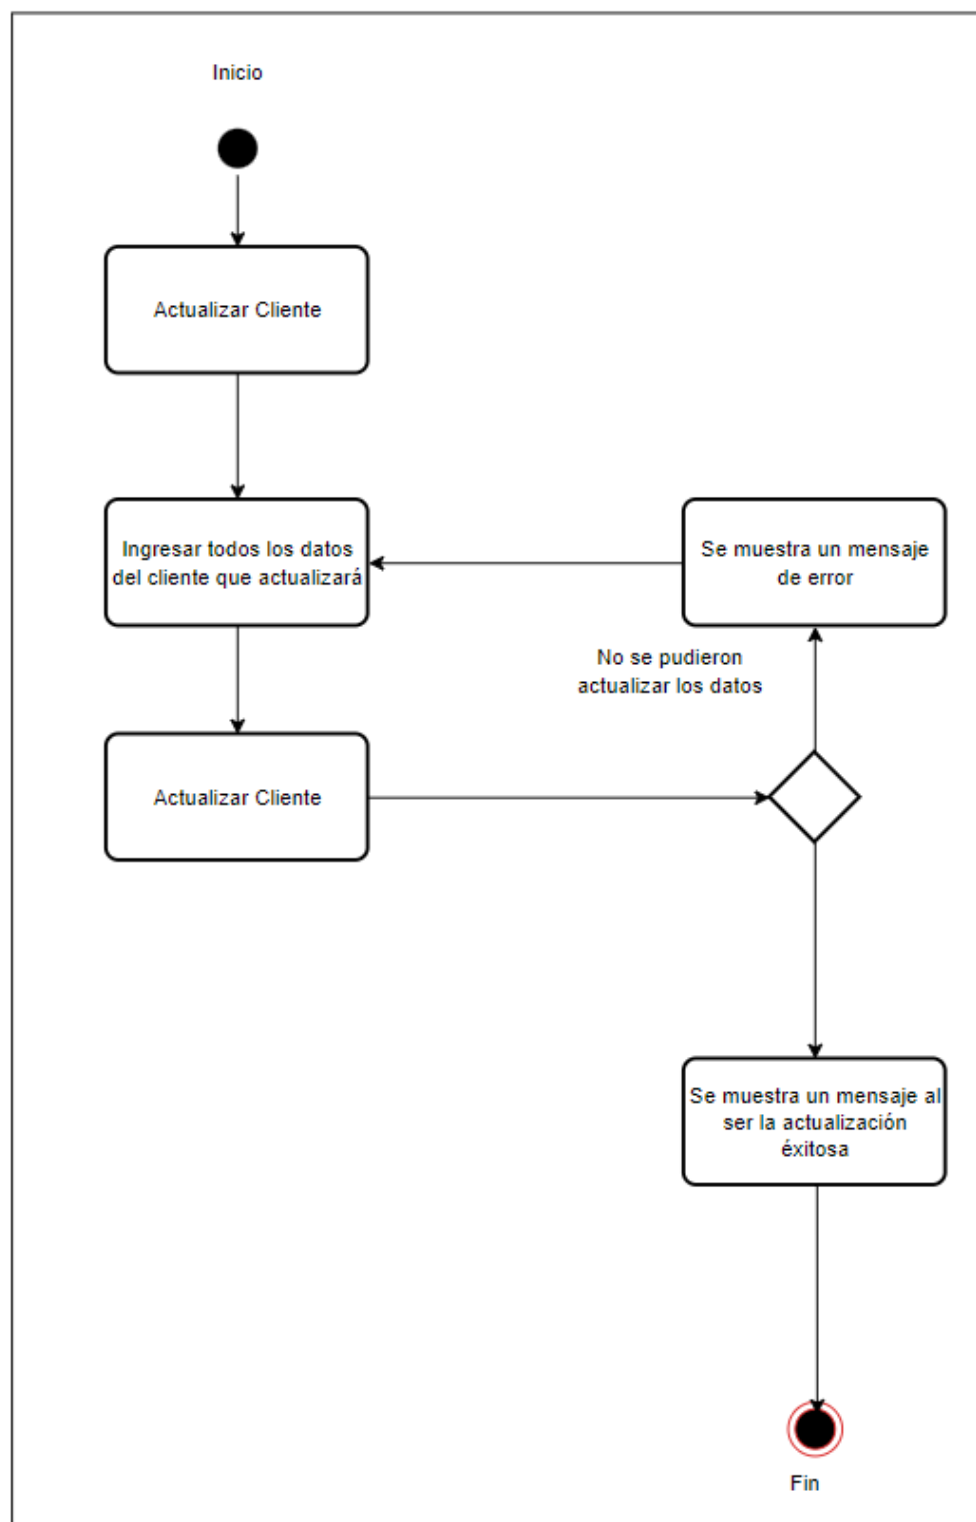 Inicio
Actualizar Cliente
Ingresar todos los datos
del cliente que actualizará
Se muestra un mensaje
de error
No se pudieron
actualizar los datos
Actualizar Cliente
Se muestra un mensaje al
ser la actualización
éxitosa
Fin